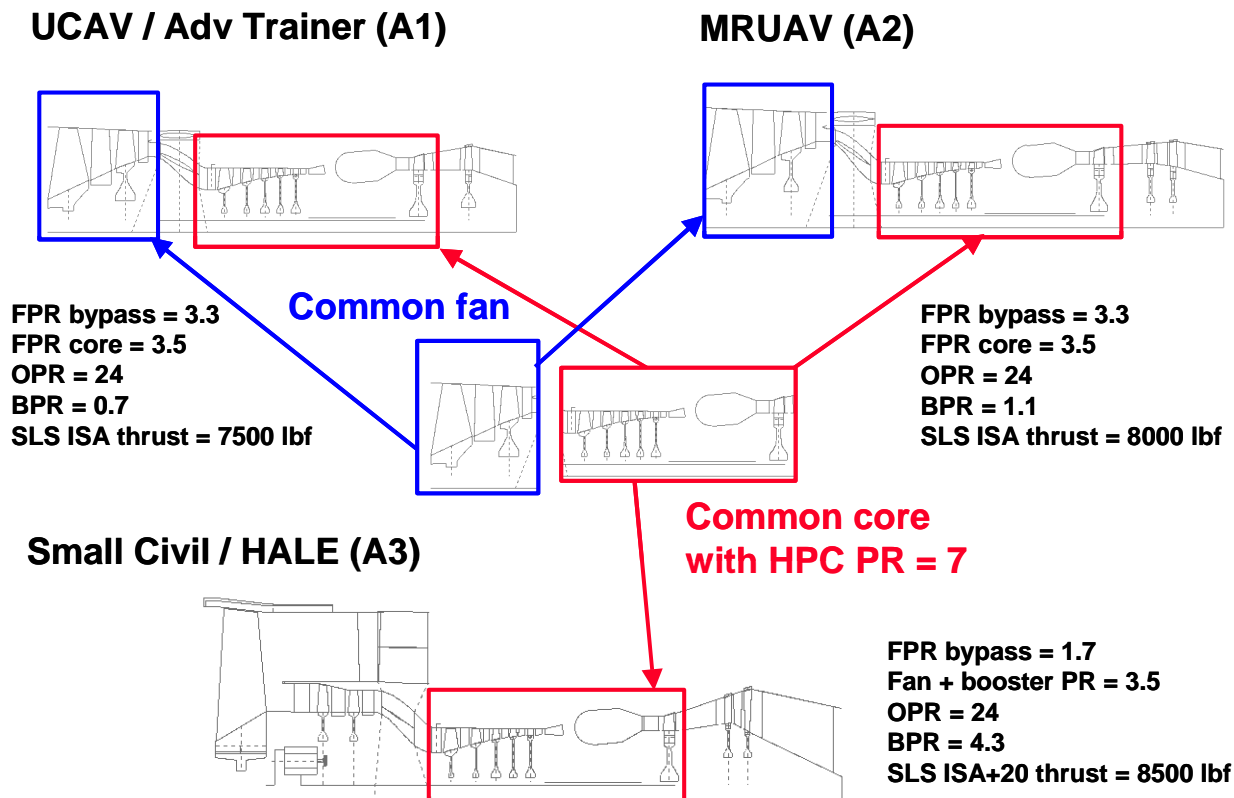 UCAV / Adv Trainer (A1)
MRUAV (A2)
FPR bypass = 3.3
FPR core = 3.5
OPR = 24
BPR = 0.7
SLS ISA thrust = 7500 lbf
Common fan
FPR bypass = 3.3
FPR core = 3.5
OPR = 24
BPR = 1.1
SLS ISA thrust = 8000 lbf
Common core
with HPC PR = 7
Small Civil / HALE (A3)
FPR bypass = 1.7
Fan + booster PR = 3.5
OPR = 24
BPR = 4.3
SLS ISA+20 thrust = 8500 lbf